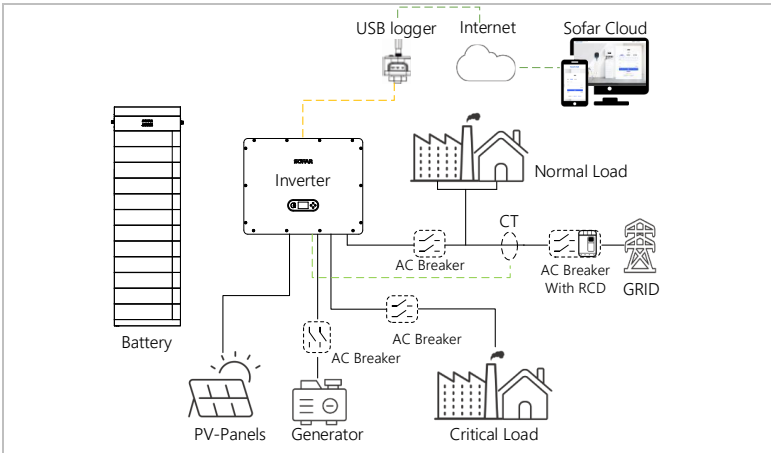 USB logger
Internet
Sofar Cloud
SOFAR
Inverter
Normal Load
CT
AC Breaker
AC Breaker
With RCD
GRID
Battery
AC Breaker
AC Breaker
PV-Panels
Generator
Critical Load